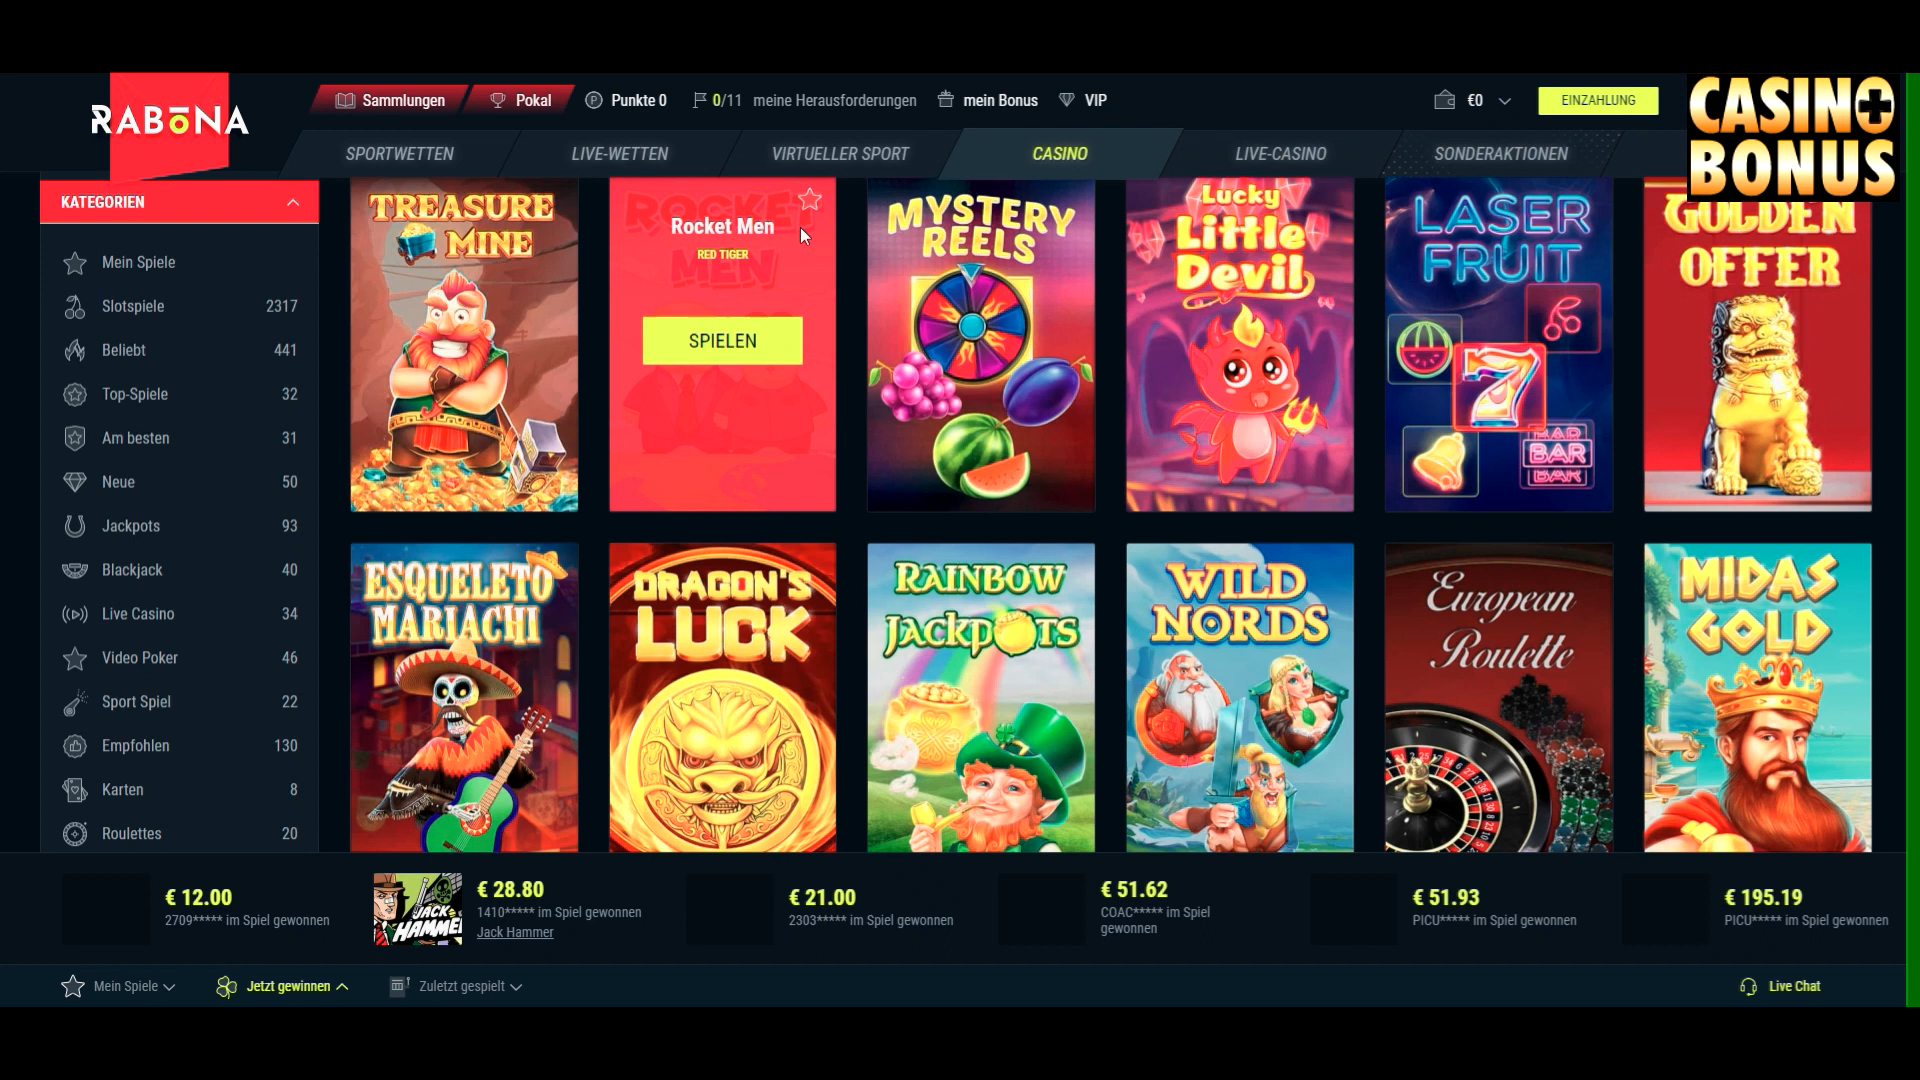 RABONA
Sammlungen
Pokal
Punkte 0
0/11 meine Herausforderungen
mein Bonus
VIP
€0
EINZAHLUNG
CASINO
BONUS
SPORTWETTEN
LIVE-WETTEN
VIRTUELLER SPORT
CASINO
LIVE-CASINO
SONDERAKTIONEN
KATEGORIEN
Mein Spiele
Slotspiele 2317
Beliebt 441
Top-Spiele 32
Am besten 31
Neue 50
Jackpots 93
Blackjack 40
Live Casino 34
Video Poker 46
Sport Spiel 22
Empfohlen 130
Karten 8
Roulettes 20
TREASURE
MINE
ROCKET
MEN
Rocket Men
RED TIGER
SPIELEN
MYSTERY
REELS
Lucky
Little
Devil
LASER
FRUIT
7
BAR
BAR
BAR
GOLDEN
OFFER
ESQUELETO
MARIACHI
DRAGON'S
LUCK
RAINBOW
JACKPOTS
WILD
NORDS
European
Roulette
MIDAS
GOLD
€ 12.00
2709***** im Spiel gewonnen
JACK
HAMMER
€ 28.80
1410***** im Spiel gewonnen
Jack Hammer
€ 21.00
2303***** im Spiel gewonnen
€ 51.62
COAC***** im Spiel
gewonnen
€ 51.93
PICU***** im Spiel gewonnen
€ 195.19
PICU***** im Spiel gewonnen
Mein Spiele
Jetzt gewinnen
Zuletzt gespielt
Live Chat